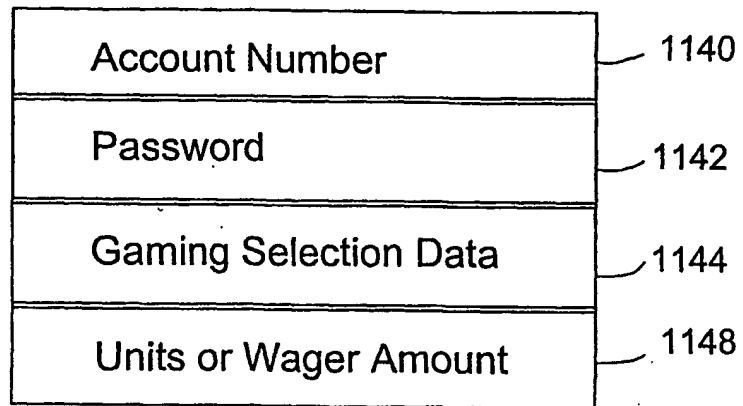 Account Number 1140
Password 1142
Gaming Selection Data 1144
Units or Wager Amount 1148